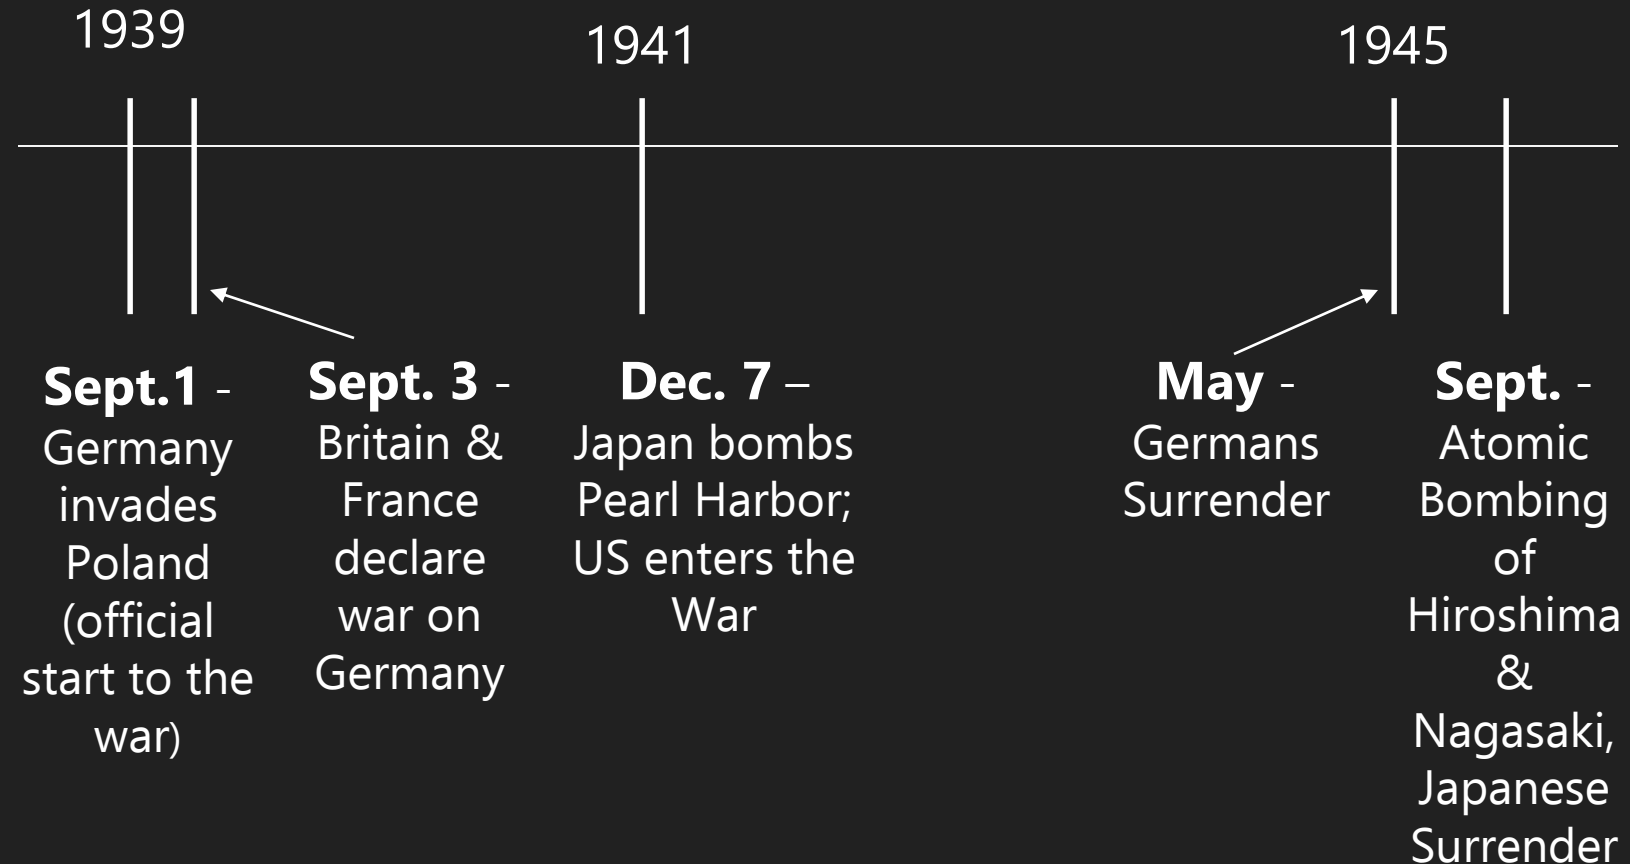 1939
1941
1945
Sept.1 -
Germany
invades
Poland
(official
start to the
war)
Sept. 3 -
Britain &
France
declare
war on
Germany
Dec. 7 –
Japan bombs
Pearl Harbor;
US enters the
War
May -
Germans
Surrender
Sept. -
Atomic
Bombing
of
Hiroshima
&
Nagasaki,
Japanese
Surrender